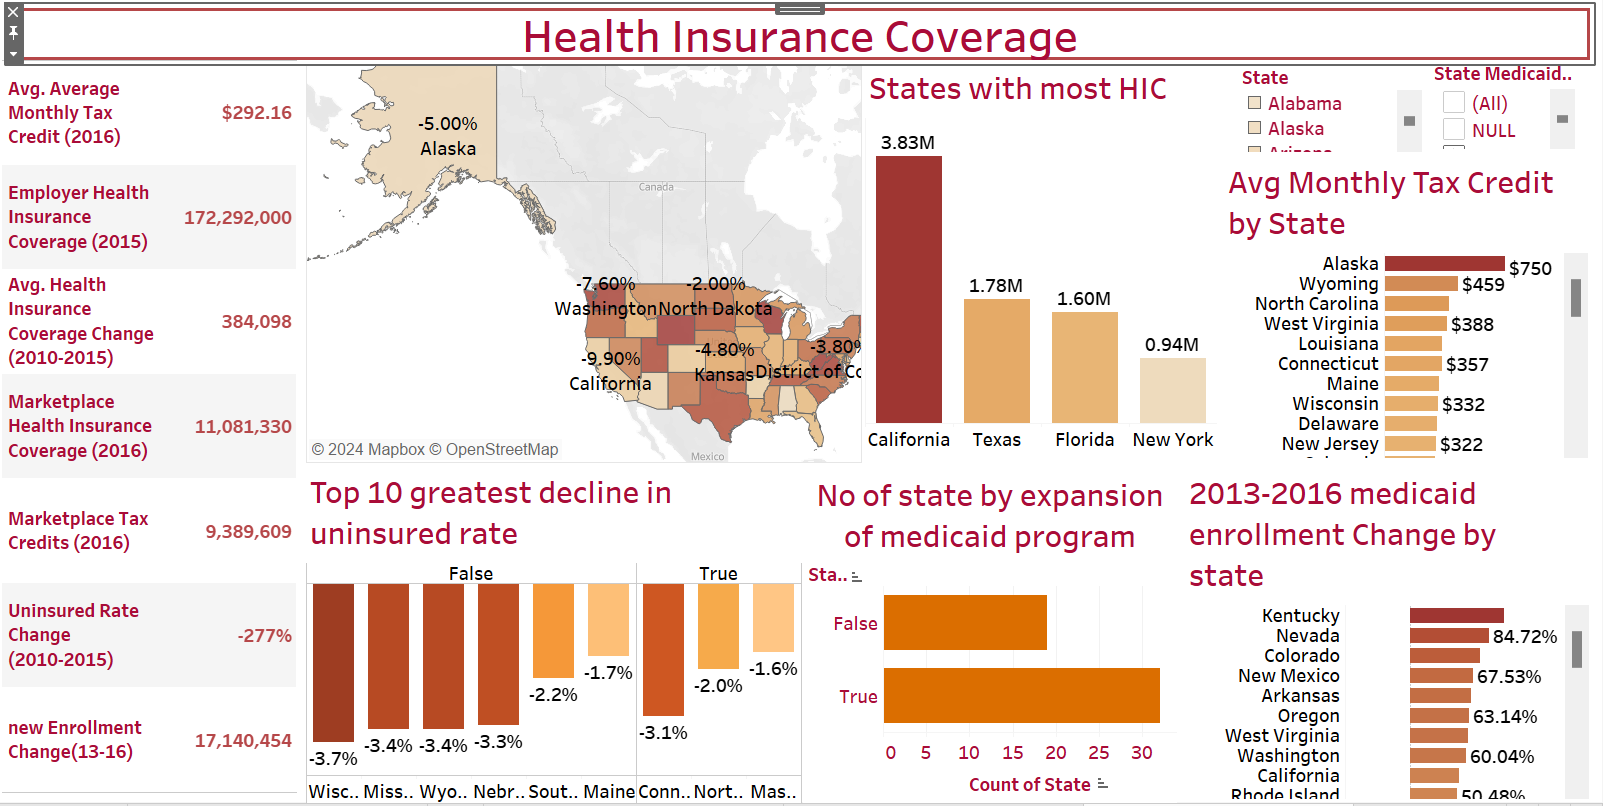 Health Insurance Coverage
Avg. Average
Monthly Tax
Credit (2016)
$292.16
Employer Health
Insurance
Coverage (2015)
172,292,000
Avg. Health
Insurance
Coverage Change
(2010-2015)
384,098
Marketplace
Health Insurance
Coverage (2016)
11,081,330
Marketplace Tax
Credits (2016)
9,389,609
Uninsured Rate
Change
(2010-2015)
-277%
new Enrollment
Change(13-16)
17,140,454
-5.00%
Alaska
Canada
-7.60%
Washington
-2.00%
North Dakota
-9.90%
California
-4.80%
Kansas
-3.80%
District of Co
Mexico
© 2024 Mapbox © OpenStreetMap
States with most HIC
3.83M
1.78M
1.60M
0.94M
California
Texas
Florida
New York
State
Alabama
Alaska
Arizona
State Medicaid..
(All)
NULL
Avg Monthly Tax Credit
by State
Alaska
$750
Wyoming
$459
North Carolina
West Virginia
$388
Louisiana
Connecticut
$357
Maine
Wisconsin
$332
Delaware
New Jersey
$322
Top 10 greatest decline in
uninsured rate
False
True
-3.7%
-3.4%
-3.4%
-3.3%
-2.2%
-1.7%
-3.1%
-2.0%
-1.6%
Wisc..
Miss..
Wyo..
Nebr..
Sout..
Maine
Conn..
Nort..
Mas..
No of state by expansion
of medicaid program
Sta..
False
True
0 5 10 15 20 25 30
Count of State
2013-2016 medicaid
enrollment Change by
state
Kentucky
Nevada
84.72%
Colorado
New Mexico
67.53%
Arkansas
Oregon
63.14%
West Virginia
Washington
60.04%
California
Rhode Island
50.48%